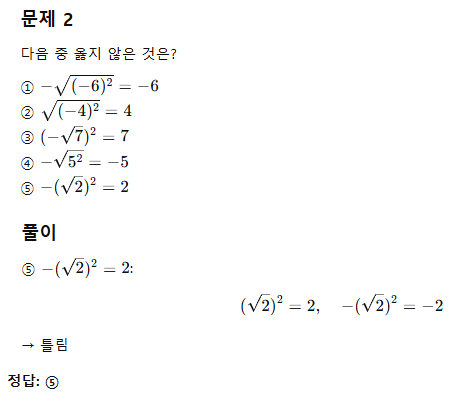 문제 2
다음 중 옳지 않은 것은?
① −√(−6)² = −6
② √(−4)² = 4
③ (−√7)² = 7
④ −√5² = −5
⑤ −(√2)² = 2
풀이
⑤ −(√2)² = 2:
(√2)² = 2, −(√2)² = −2
→ 틀림
정답: ⑤